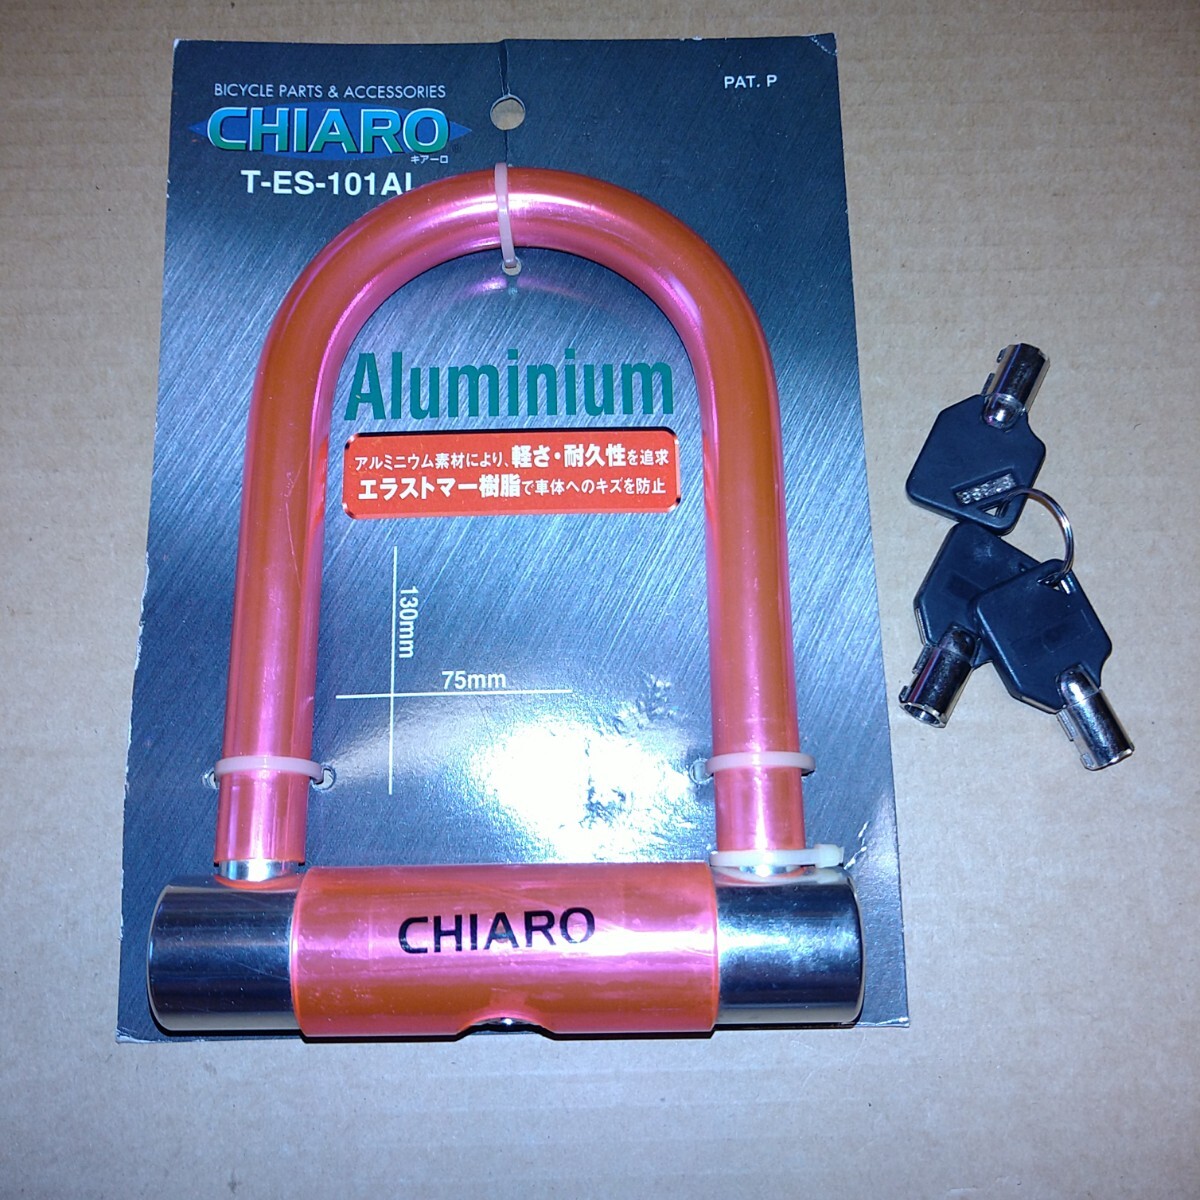 BICYCLE PARTS & ACCESSORIES
CHIARO
キアーロ
T-ES-101AL
PAT. P
Aluminium
アルミニウム素材により、軽さ・耐久性を追求
エラストマー樹脂で車体へのキズを防止
130mm
75mm
CHIARO